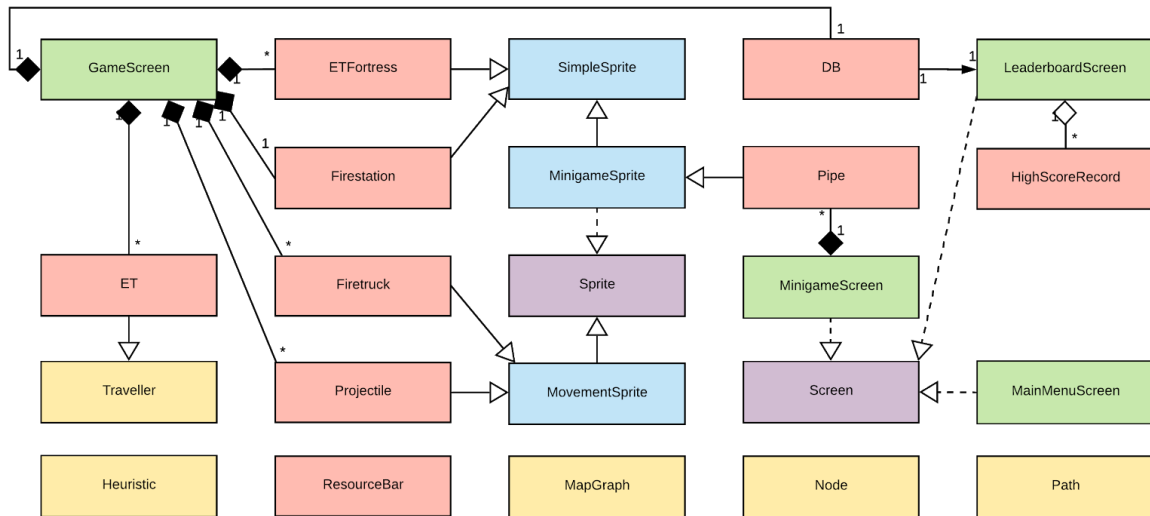 1
1
GameScreen
*
1
ETFortress
SimpleSprite
DB
1
1
LeaderboardScreen
1
1
1
1
1
Firestation
MinigameSprite
Pipe
1
*
HighScoreRecord
*
1
*
ET
*
Firetruck
Sprite
MinigameScreen
*
Traveller
Projectile
MovementSprite
Screen
MainMenuScreen
Heuristic
ResourceBar
MapGraph
Node
Path